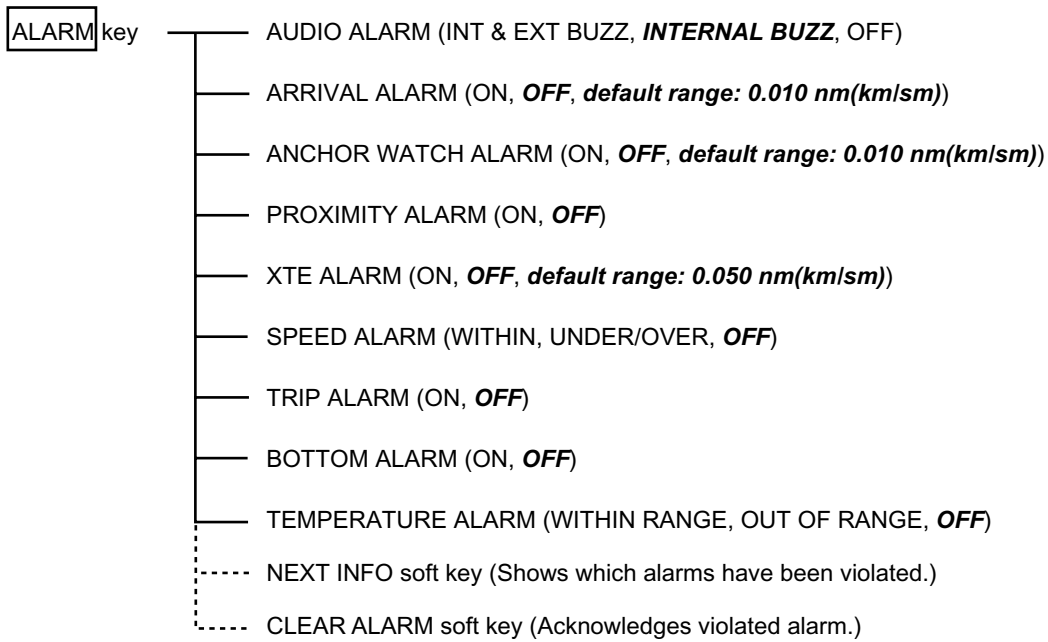 ALARM key
AUDIO ALARM (INT & EXT BUZZ, INTERNAL BUZZ, OFF)
ARRIVAL ALARM (ON, OFF, default range: 0.010 nm(km/sm))
ANCHOR WATCH ALARM (ON, OFF, default range: 0.010 nm(km/sm))
PROXIMITY ALARM (ON, OFF)
XTE ALARM (ON, OFF, default range: 0.050 nm(km/sm))
SPEED ALARM (WITHIN, UNDER/OVER, OFF)
TRIP ALARM (ON, OFF)
BOTTOM ALARM (ON, OFF)
TEMPERATURE ALARM (WITHIN RANGE, OUT OF RANGE, OFF)
NEXT INFO soft key (Shows which alarms have been violated.)
CLEAR ALARM soft key (Acknowledges violated alarm.)